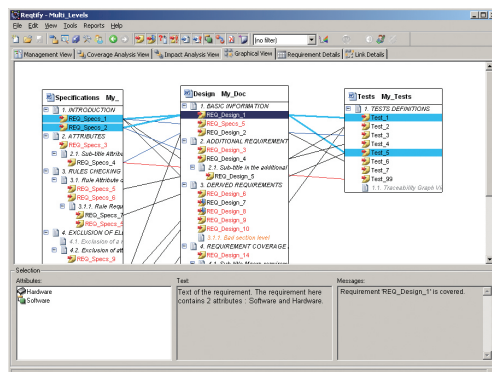 Reqtify - Multi_Levels
File Edit View Tools Reports Help
(no filter)
Management View Coverage Analysis View Impact Analysis View Graphical View Requirement Details Link Details
Specifications My_
1. INTRODUCTION
REQ_Specs_1
REQ_Specs_2
2. ATTRIBUTES
REQ_Specs_3
2.1. Sub-title Attrib
REQ_Specs_4
3. RULES CHECKING
3.1. Rule Attribute c
REQ_Specs_5
REQ_Specs_6
3.1.1. Rule Requ
REQ_Specs_7
REQ_Specs_8
4. EXCLUSION OF ELE
4.1. Exclusion of a r
4.2. Exclusion of att
REQ_Specs_9
Design My_Doc
1. BASIC INFORMATION
REQ_Design_1
REQ_Specs_5
REQ_Design_2
2. ADDITIONAL REQUIREMENT
REQ_Design_3
REQ_Design_4
2.1. Sub-title in the additional
REQ_Design_5
3. DERIVED REQUIREMENTS
REQ_Design_6
REQ_Design_7
REQ_Design_8
REQ_Design_9
REQ_Design_10
3.1.1. Bad section level
4. REQUIREMENT COVERAGE
REQ_Design_14
Tests My_Tests
1. TESTS DEFINITIONS
Test_1
Test_2
Test_3
Test_4
Test_5
Test_6
Test_7
Test_99
1.1. Traceability Graph Vi
Selection
Attributes:
Hardware
Software
Text:
Text of the requirement. The requirement here
contains 2 attributes : Software and Hardware.
Messages:
Requirement 'REQ_Design_1' is covered.